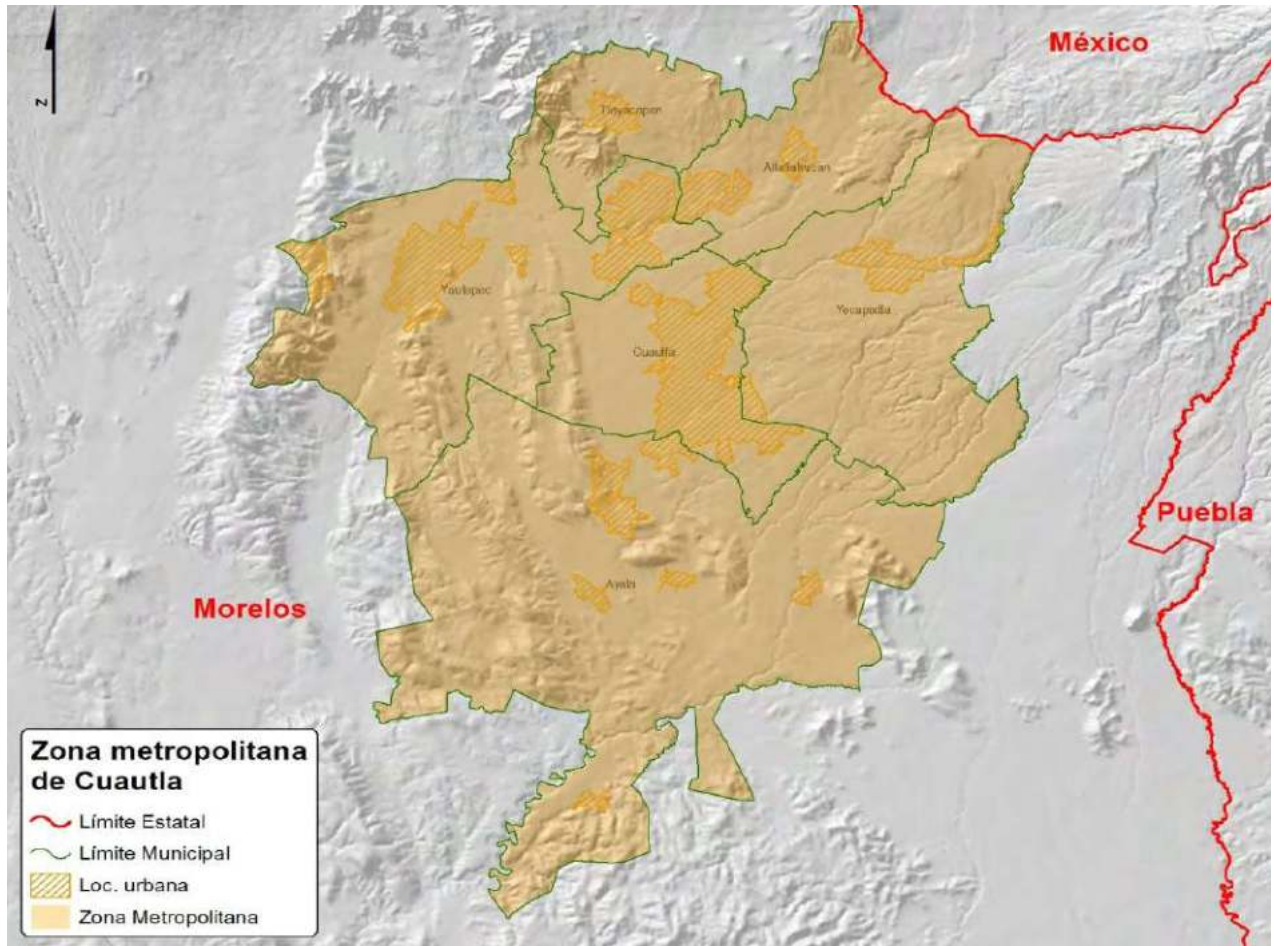 México
Tlayacapan
Atlatlahucan
Yautepec
Yecapixtla
Cuautla
Puebla
Ayala
Morelos
N
Zona metropolitana
de Cuautla
Límite Estatal
Límite Municipal
Loc. urbana
Zona Metropolitana